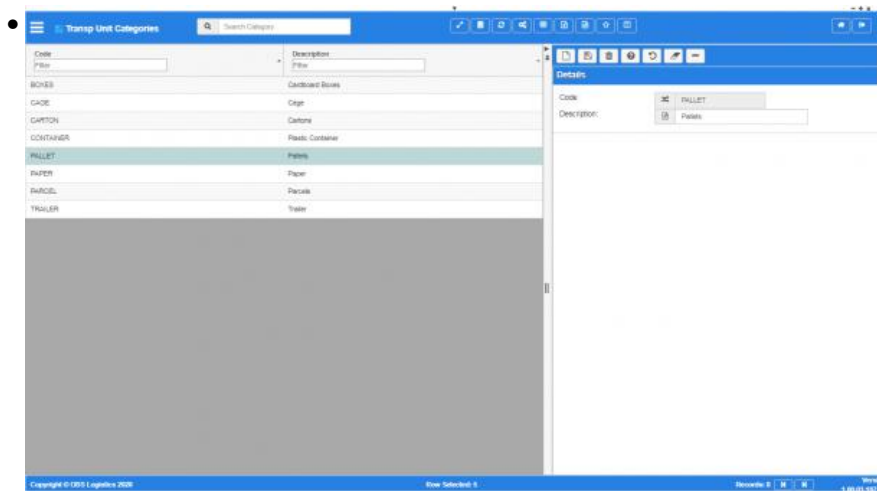 Transp Unit Categories
Search Category
Code
Description
Filter
Filter
Details
BOXES
Cardboard Boxes
CAGE
Cage
CARTON
Cartons
CONTAINER
Plastic Container
PALLET
Pallets
PAPER
Paper
PARCEL
Parcels
TRAILER
Trailer
Code:
PALLET
Description:
Pallets
Copyright © OBS Logistics 2020
Row Selected: 5
Records: 8